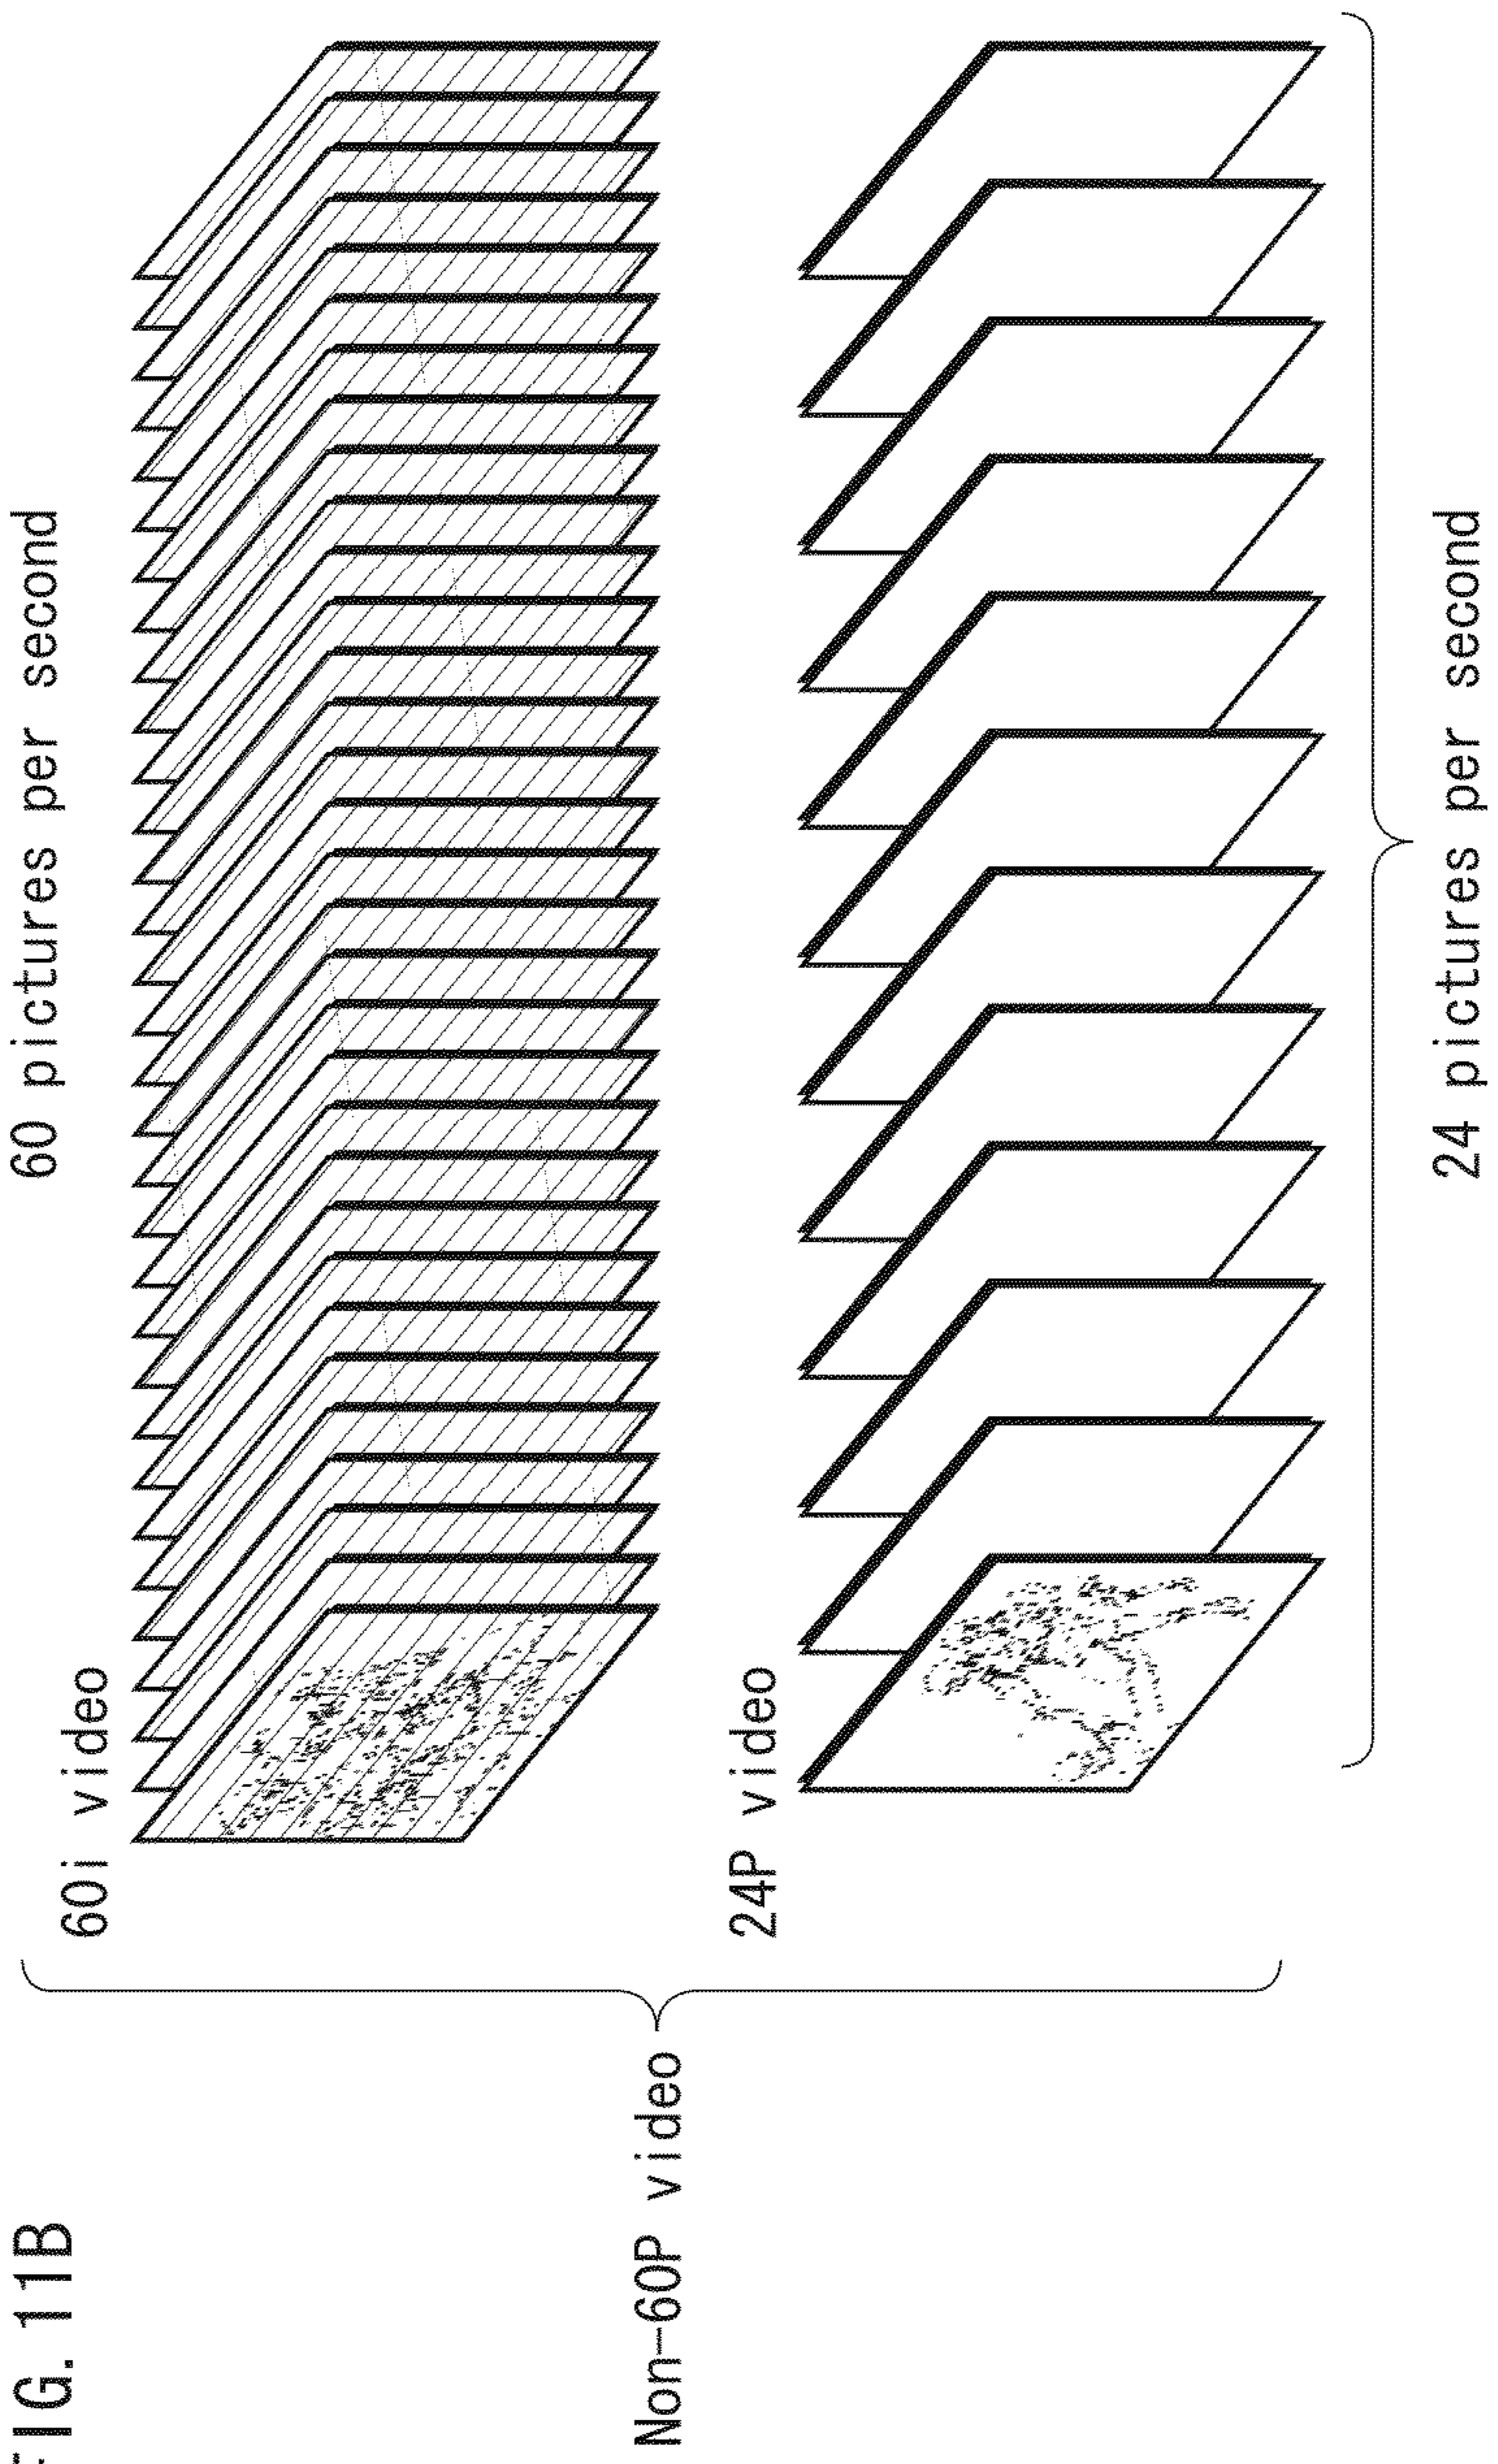 FIG. 11B
60 pictures per second
60i video
Non-60P video
24P video
24 pictures per second